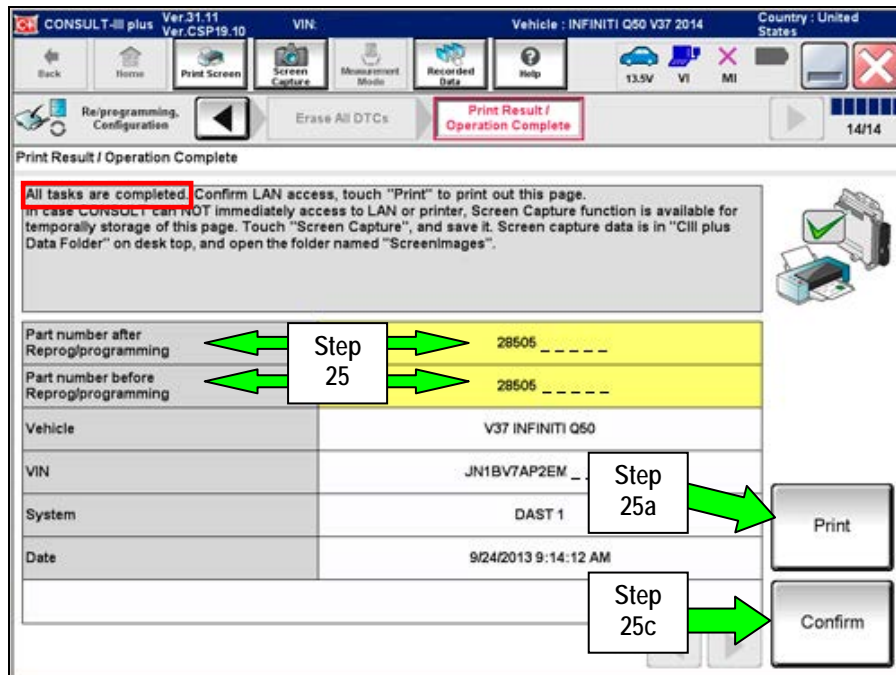 CONSULT-III plus Ver.31.11 VIN: Vehicle : INFINITI Q50 V37 2014 Country : United
Ver.CSP19.10 States
Back Home Print Screen Screen Capture Measurement Mode Recorded Data Help 13.5V VI MI
Re/programming, Configuration Erase All DTCs Print Result / Operation Complete 14/14
Print Result / Operation Complete
All tasks are completed. Confirm LAN access, touch "Print" to print out this page.
In case CONSULT can NOT immediately access to LAN or printer, Screen Capture function is available for
temporally storage of this page. Touch "Screen Capture", and save it. Screen capture data is in "CIII plus
Data Folder" on desk top, and open the folder named "ScreenImages".
Part number after
Reprog/programming
28505 _ _ _ _ _
Step
25
Part number before
Reprog/programming
28505 _ _ _ _ _
Vehicle V37 INFINITI Q50
VIN JN1BV7AP2EM _
Step
25a
Print
System DAST 1
Date 9/24/2013 9:14:12 AM
Step
25c
Confirm